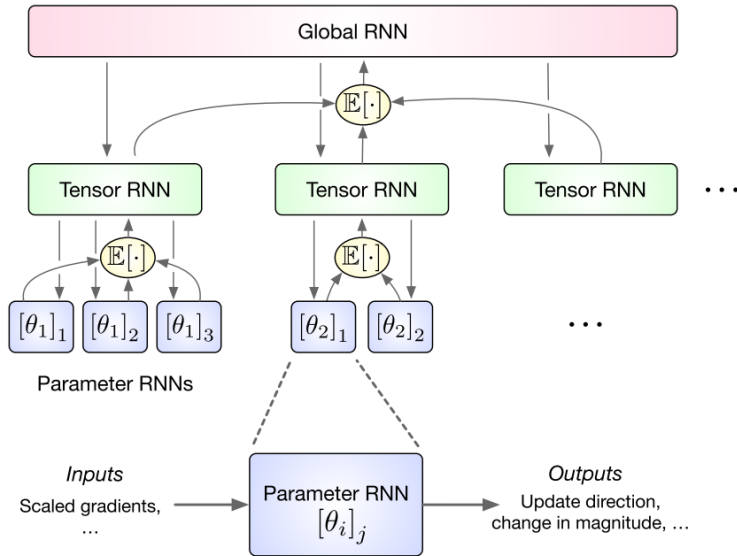 Global RNN
𝔼[·]
Tensor RNN Tensor RNN Tensor RNN ...
𝔼[·] 𝔼[·]
[θ₁]₁ [θ₁]₂ [θ₁]₃ [θ₂]₁ [θ₂]₂ ...
Parameter RNNs
Inputs
Scaled gradients,
...
Parameter RNN
[θᵢ]ⱼ
Outputs
Update direction,
change in magnitude, ...